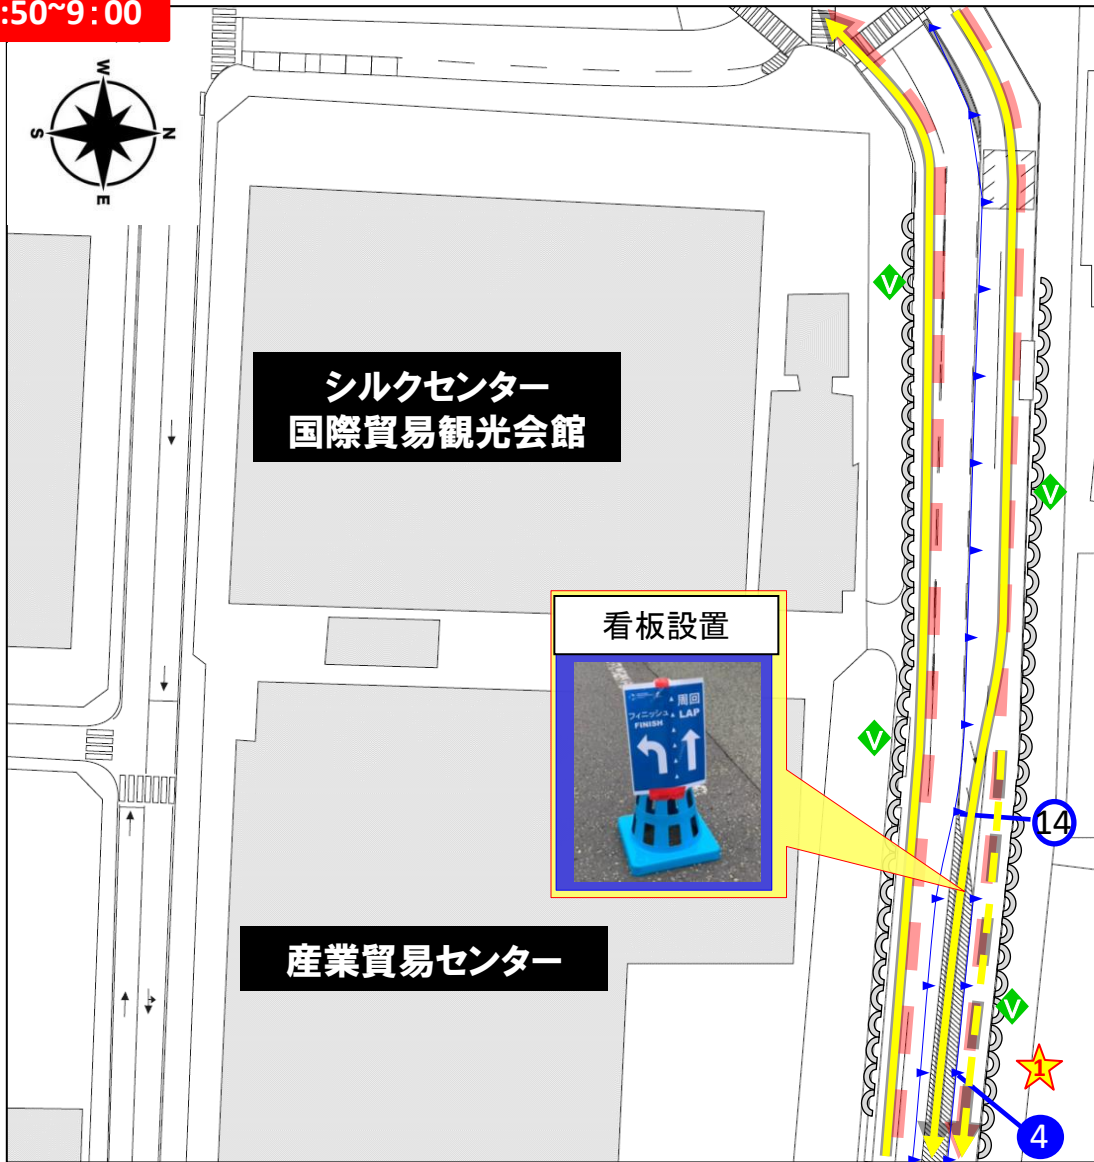 :50~9:00
W
S
N
E
V
シルクセンター
国際貿易観光会館
V
看板設置
周回
フィニッシュ
LAP
FINISH
V
14
産業貿易センター
V
1
4